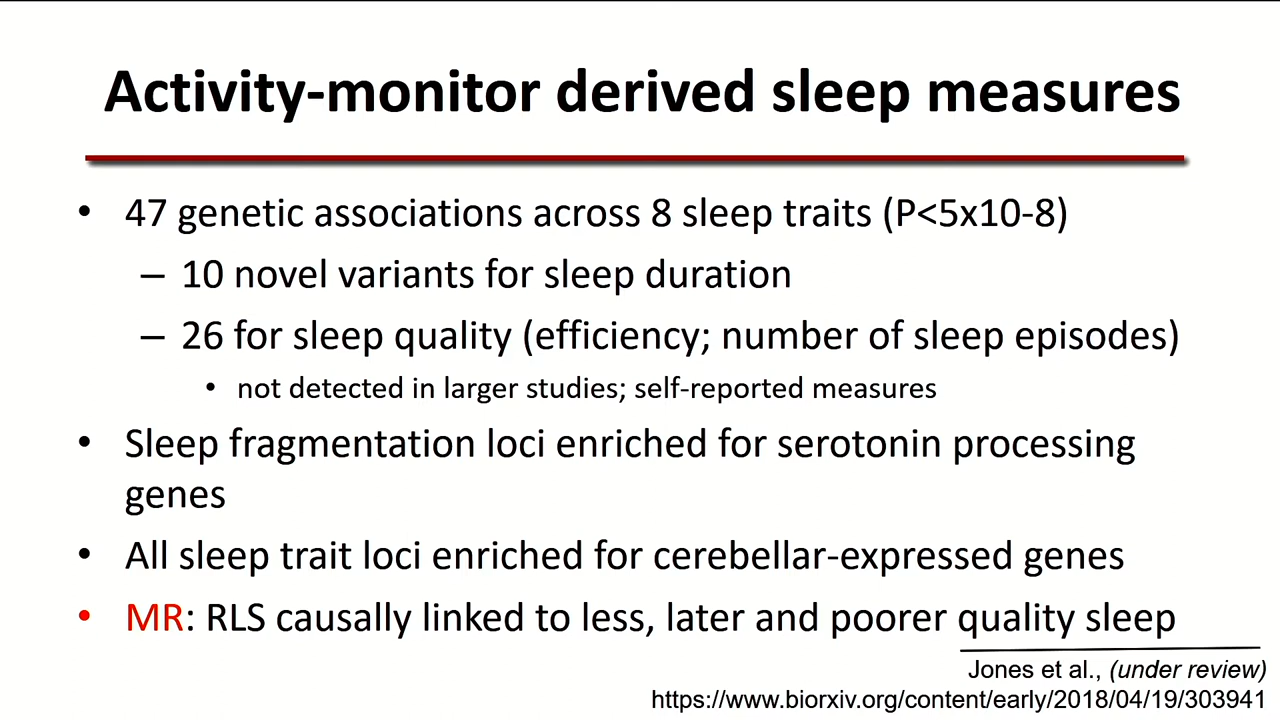 Activity-monitor derived sleep measures
• 47 genetic associations across 8 sleep traits (P<5x10-8)
– 10 novel variants for sleep duration
– 26 for sleep quality (efficiency; number of sleep episodes)
• not detected in larger studies; self-reported measures
• Sleep fragmentation loci enriched for serotonin processing
genes
• All sleep trait loci enriched for cerebellar-expressed genes
• MR: RLS causally linked to less, later and poorer quality sleep
Jones et al., (under review)
https://www.biorxiv.org/content/early/2018/04/19/303941